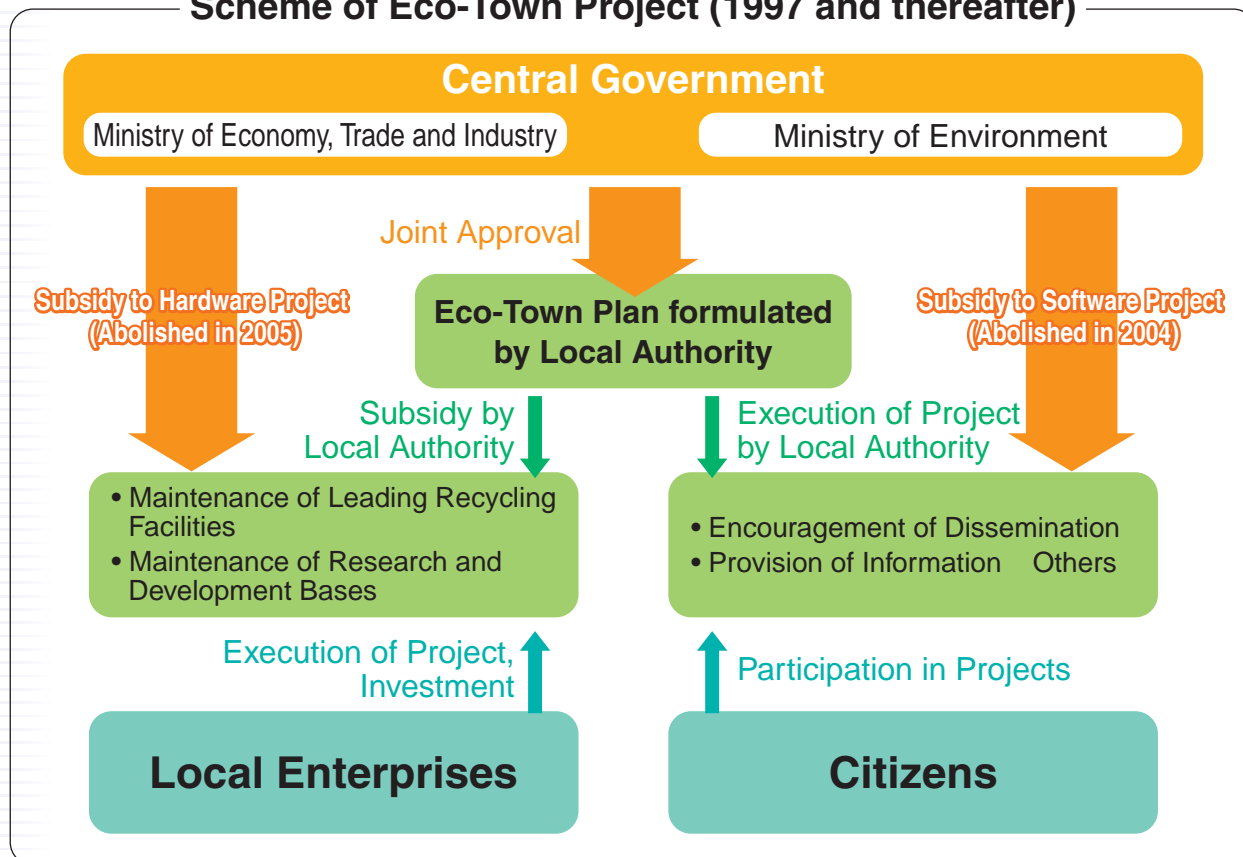 Scheme of Eco-Town Project (1997 and thereafter)
Central Government
Ministry of Economy, Trade and Industry
Ministry of Environment
Joint Approval
Subsidy to Hardware Project
(Abolished in 2005)
Eco-Town Plan formulated
by Local Authority
Subsidy to Software Project
(Abolished in 2004)
Subsidy by
Local Authority
Execution of Project
by Local Authority
• Maintenance of Leading Recycling
Facilities
• Maintenance of Research and
Development Bases
• Encouragement of Dissemination
• Provision of Information Others
Execution of Project,
Investment
Participation in Projects
Local Enterprises
Citizens